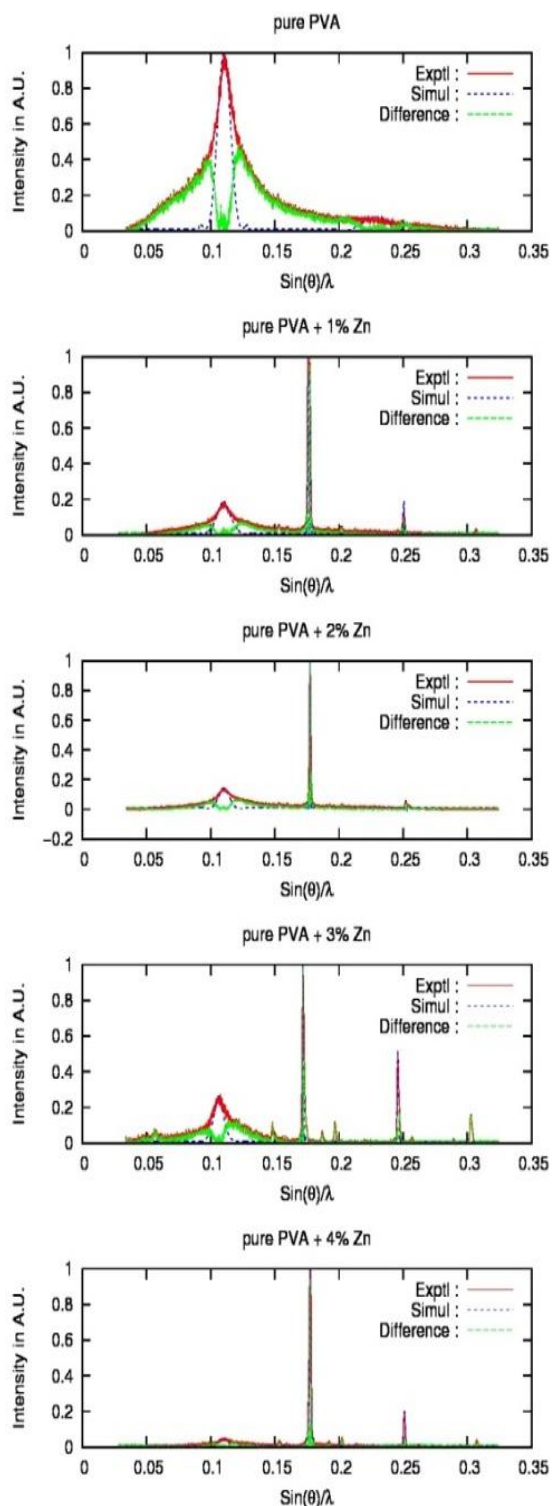 pure PVA
Intensity in A.U.
1
0.8
0.6
0.4
0.2
0
Exptl :
Simul :
Difference :
0 0.05 0.1 0.15 0.2 0.25 0.3 0.35
Sin(θ)/λ
pure PVA + 1% Zn
Intensity in A.U.
1
0.8
0.6
0.4
0.2
0
Exptl :
Simul :
Difference :
0 0.05 0.1 0.15 0.2 0.25 0.3 0.35
Sin(θ)/λ
pure PVA + 2% Zn
Intensity in A.U.
1
0.8
0.6
0.4
0.2
0
−0.2
Exptl :
Simul :
Difference :
0 0.05 0.1 0.15 0.2 0.25 0.3 0.35
Sin(θ)/λ
pure PVA + 3% Zn
Intensity in A.U.
1
0.8
0.6
0.4
0.2
0
Exptl :
Simul :
Difference :
0 0.05 0.1 0.15 0.2 0.25 0.3 0.35
Sin(θ)/λ
pure PVA + 4% Zn
Intensity in A.U.
1
0.8
0.6
0.4
0.2
0
Exptl :
Simul :
Difference :
0 0.05 0.1 0.15 0.2 0.25 0.3 0.35
Sin(θ)/λ